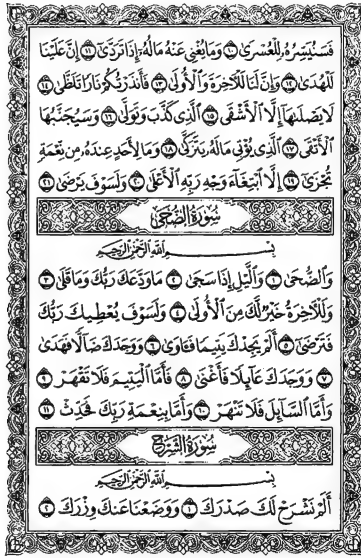 فَسَنُيَسِّرُهُۥ لِلْعُسْرَىٰ ١٠ وَمَا يُغْنِى عَنْهُ مَالُهُۥٓ إِذَا تَرَدَّىٰٓ ١١ إِنَّ عَلَيْنَا
لَلْهُدَىٰ ١٢ وَإِنَّ لَنَا لَلْءَاخِرَةَ وَٱلْأُولَىٰ ١٣ فَأَنذَرْتُكُمْ نَارًا تَلَظَّىٰ ١٤
لَا يَصْلَىٰهَآ إِلَّا ٱلْأَشْقَى ١٥ ٱلَّذِى كَذَّبَ وَتَوَلَّىٰ ١٦ وَسَيُجَنَّبُهَا
ٱلْأَتْقَى ١٧ ٱلَّذِى يُؤْتِى مَالَهُۥ يَتَزَكَّىٰ ١٨ وَمَا لِأَحَدٍ عِندَهُۥ مِن نِّعْمَةٍ
تُجْزَىٰٓ ١٩ إِلَّا ٱبْتِغَآءَ وَجْهِ رَبِّهِ ٱلْأَعْلَىٰ ٢٠ وَلَسَوْفَ يَرْضَىٰ ٢١
سُورَةُ الضُّحَىٰ
بِسْمِ ٱللَّهِ ٱلرَّحْمَٰنِ ٱلرَّحِيمِ
وَٱلضُّحَىٰ ١ وَٱلَّيْلِ إِذَا سَجَىٰ ٢ مَا وَدَّعَكَ رَبُّكَ وَمَا قَلَىٰ ٣
وَلَلْءَاخِرَةُ خَيْرٌ لَّكَ مِنَ ٱلْأُولَىٰ ٤ وَلَسَوْفَ يُعْطِيكَ رَبُّكَ
فَتَرْضَىٰٓ ٥ أَلَمْ يَجِدْكَ يَتِيمًا فَـَٔاوَىٰ ٦ وَوَجَدَكَ ضَآلًّا فَهَدَىٰ
٧ وَوَجَدَكَ عَآئِلًا فَأَغْنَىٰ ٨ فَأَمَّا ٱلْيَتِيمَ فَلَا تَقْهَرْ ٩
وَأَمَّا ٱلسَّآئِلَ فَلَا تَنْهَرْ ١٠ وَأَمَّا بِنِعْمَةِ رَبِّكَ فَحَدِّثْ ١١
سُورَةُ الشَّرْحِ
بِسْمِ ٱللَّهِ ٱلرَّحْمَٰنِ ٱلرَّحِيمِ
أَلَمْ نَشْرَحْ لَكَ صَدْرَكَ ١ وَوَضَعْنَا عَنكَ وِزْرَكَ ٢